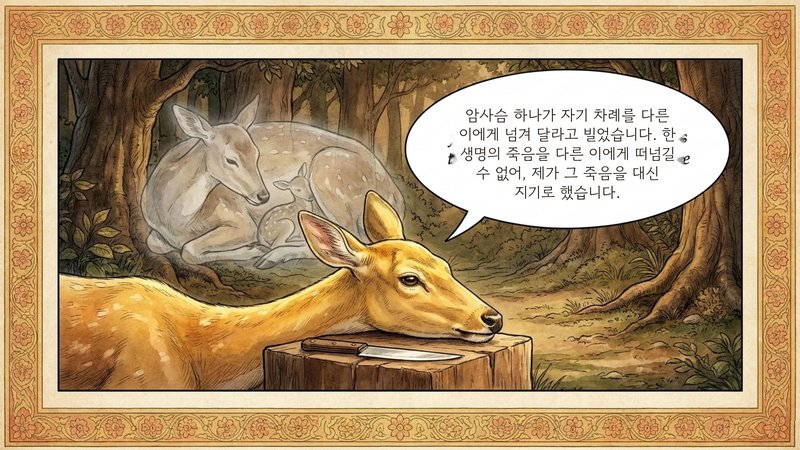 암사슴 하나가 자기 차례를 다른
이에게 넘겨 달라고 빌었습니다. 한
생명의 죽음을 다른 이에게 떠넘길
수 없어, 제가 그 죽음을 대신
지기로 했습니다.